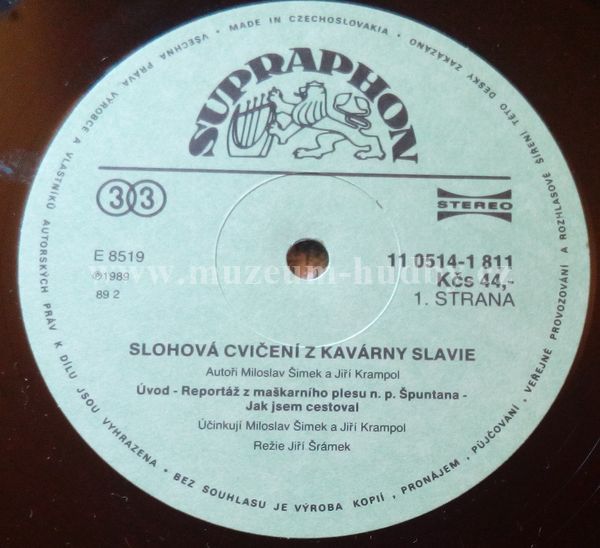 VŠECHNA PRÁVA VÝROBCE A VLASTNÍKŮ AUTORSKÝCH PRÁV K DÍLU JSOU VYHRAZENA • BEZ SOUHLASU JE VÝROBA KOPIÍ, PRONÁJEM, PŮJČOVÁNÍ, VEŘEJNÉ PROVOZOVÁNÍ A ROZHLASOVÉ ŠÍŘENÍ TÉTO DESKY ZAKÁZÁNO • MADE IN CZECHOSLOVAKIA •
SUPRAPHON
33
STEREO
E 8519
℗1989
89 2
11 0514-1 811
Kčs 44,-
1. STRANA
www.muzeum-hudby.cz
SLOHOVÁ CVIČENÍ Z KAVÁRNY SLAVIE
Autoři Miloslav Šimek a Jiří Krampol
Úvod - Reportáž z maškarního plesu n. p. Špuntana -
Jak jsem cestoval
Účinkují Miloslav Šimek a Jiří Krampol
Režie Jiří Šrámek